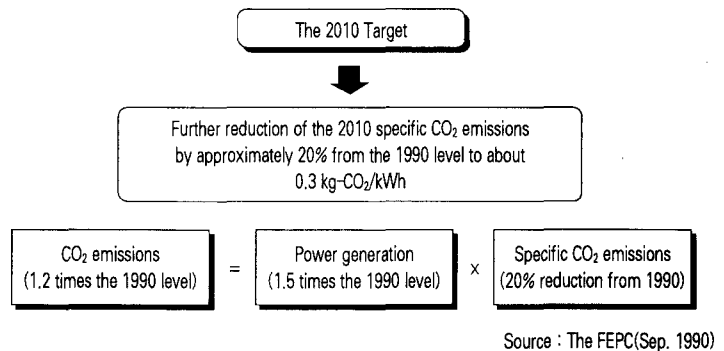 The 2010 Target
Further reduction of the 2010 specific CO₂ emissions
by approximately 20% from the 1990 level to about
0.3 kg-CO₂/kWh
CO₂ emissions
(1.2 times the 1990 level)
=
Power generation
(1.5 times the 1990 level)
×
Specific CO₂ emissions
(20% reduction from 1990)
Source : The FEPC(Sep. 1990)